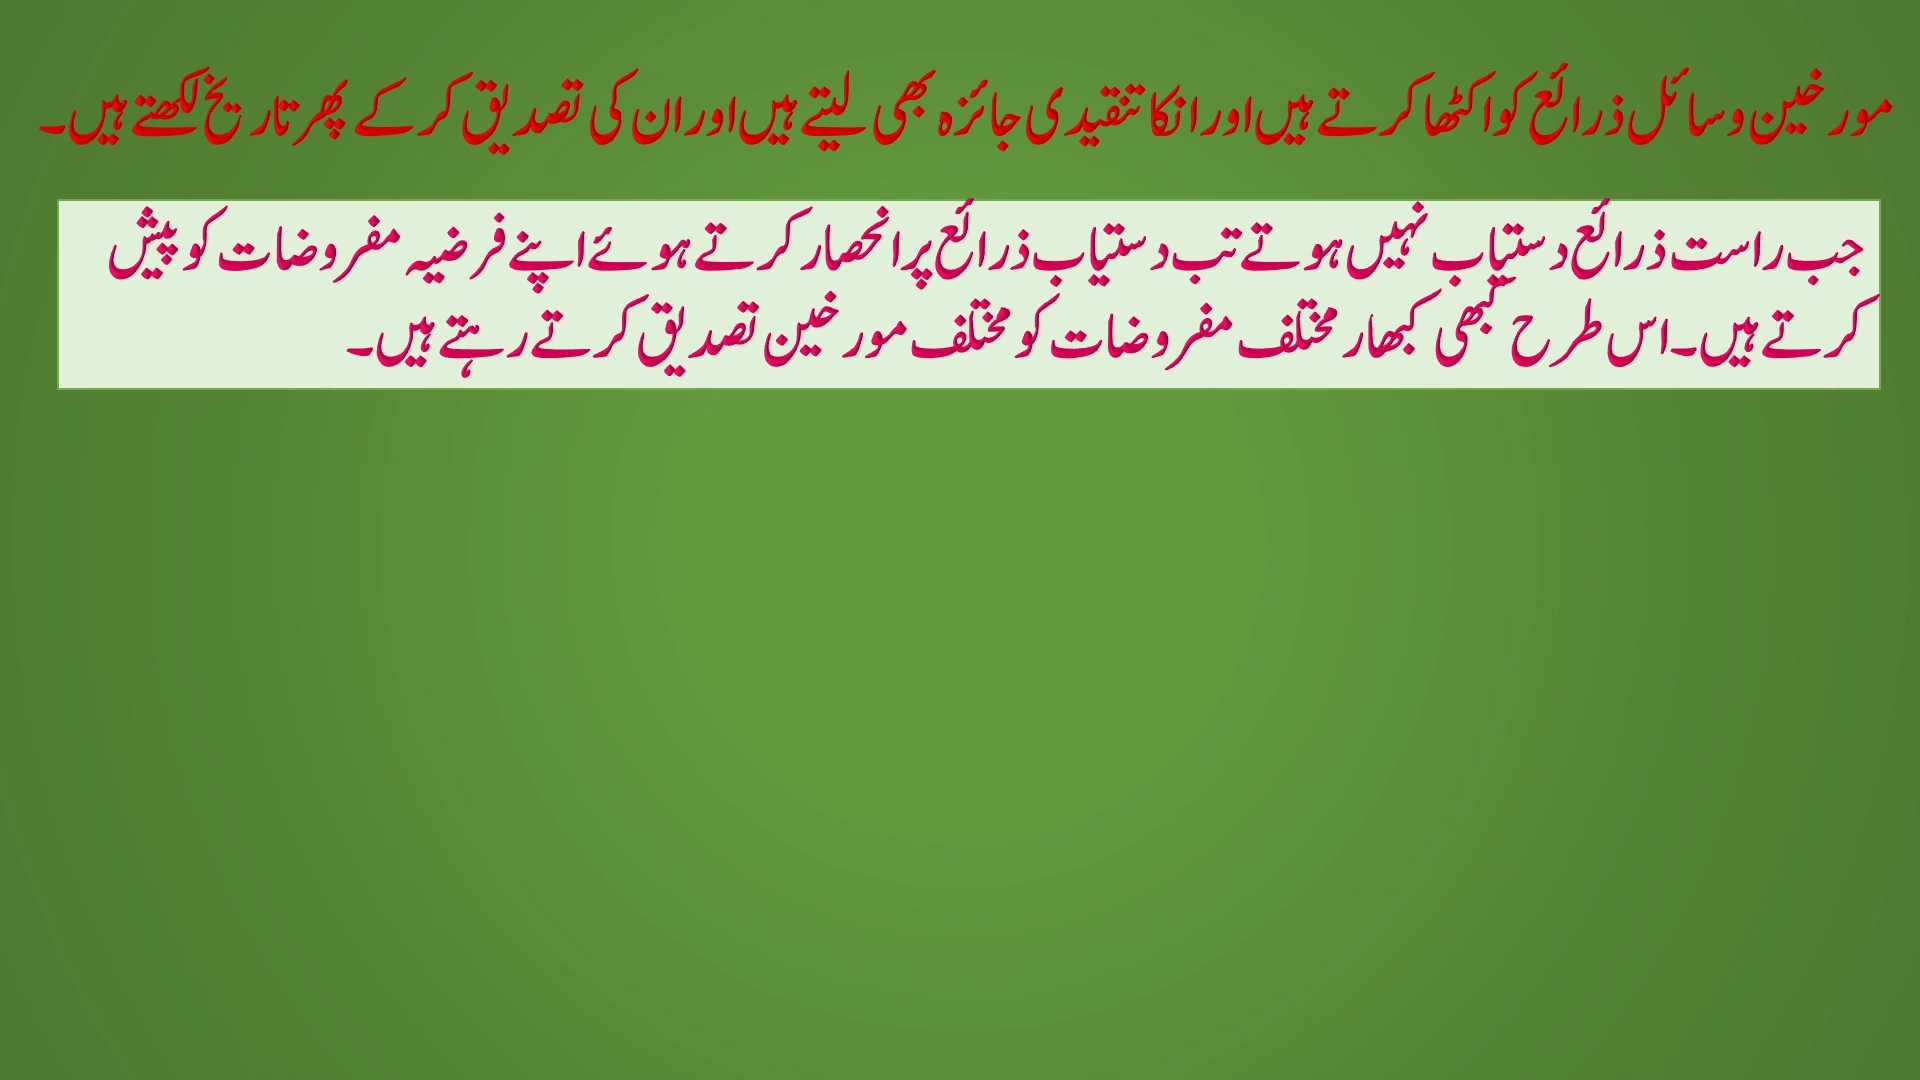 مورخین وسائل ذرائع کو اکٹھا کرتے ہیں اور انکا تنقیدی جائزہ بھی لیتے ہیں اور ان کی تصدیق کر کے پھر تاریخ لکھتے ہیں۔
جب راست ذرائع دستیاب نہیں ہوتے تب دستیاب ذرائع پر انحصار کرتے ہوئے اپنے فرضیہ مفروضات کو پیش
کرتے ہیں۔ اس طرح کبھی کبھار مختلف مفروضات کو مختلف مورخین تصدیق کرتے رہتے ہیں۔